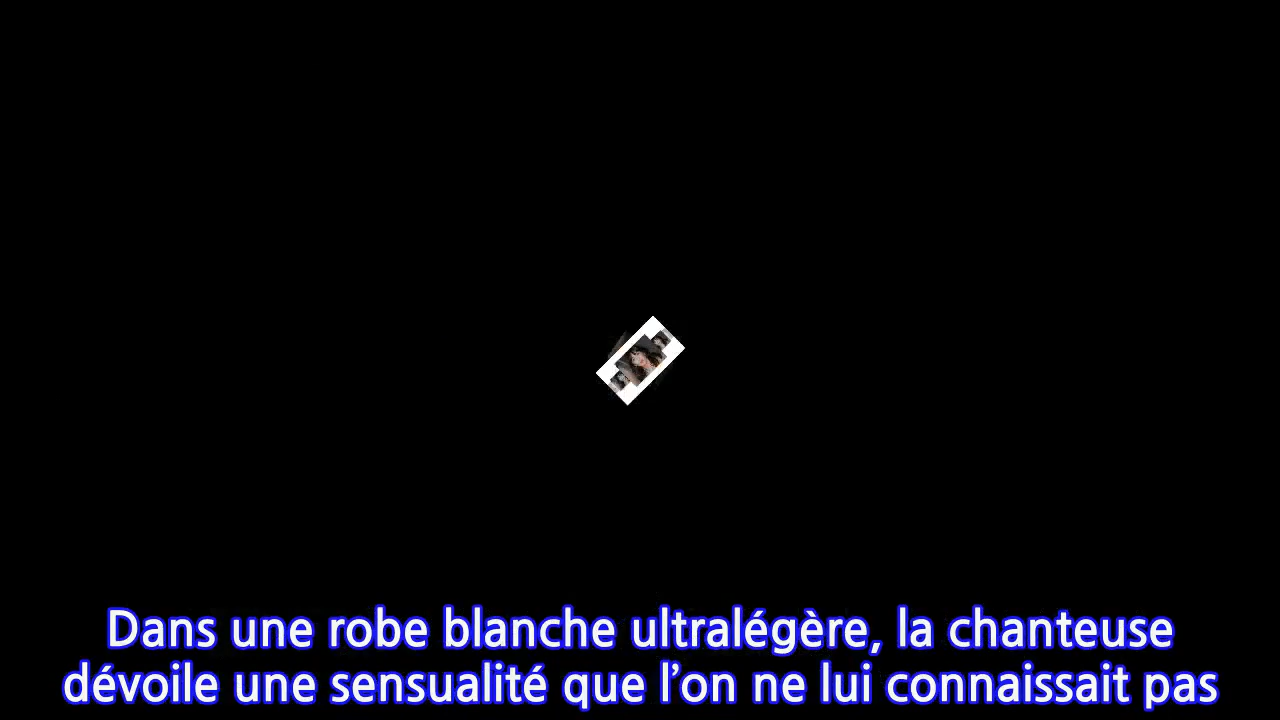 Dans une robe blanche ultralégère, la chanteuse
dévoile une sensualité que l’on ne lui connaissait pas